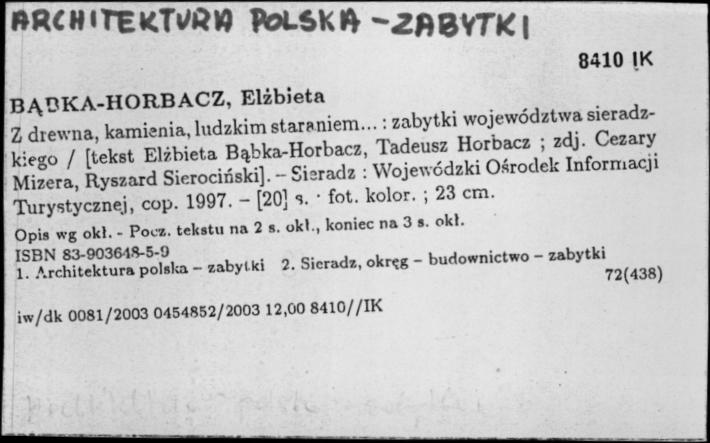 ARCHITEKTURA POLSKA - ZABYTKI
8410 IK
BĄBKA-HORBACZ, Elżbieta
Z drewna, kamienia, ludzkim staraniem... : zabytki województwa sieradz-
kiego / [tekst Elżbieta Bąbka-Horbacz, Tadeusz Horbacz ; zdj. Cezary
Mizera, Ryszard Sierociński]. - Sieradz : Wojewódzki Ośrodek Informacji
Turystycznej, cop. 1997. - [20] s. : fot. kolor. ; 23 cm.
Opis wg okł. - Pocz. tekstu na 2 s. okł., koniec na 3 s. okł.
ISBN 83-903648-5-9
1. Architektura polska - zabytki 2. Sieradz, okręg - budownictwo - zabytki
72(438)
iw/dk 0081/2003 0454852/2003 12,00 8410//IK